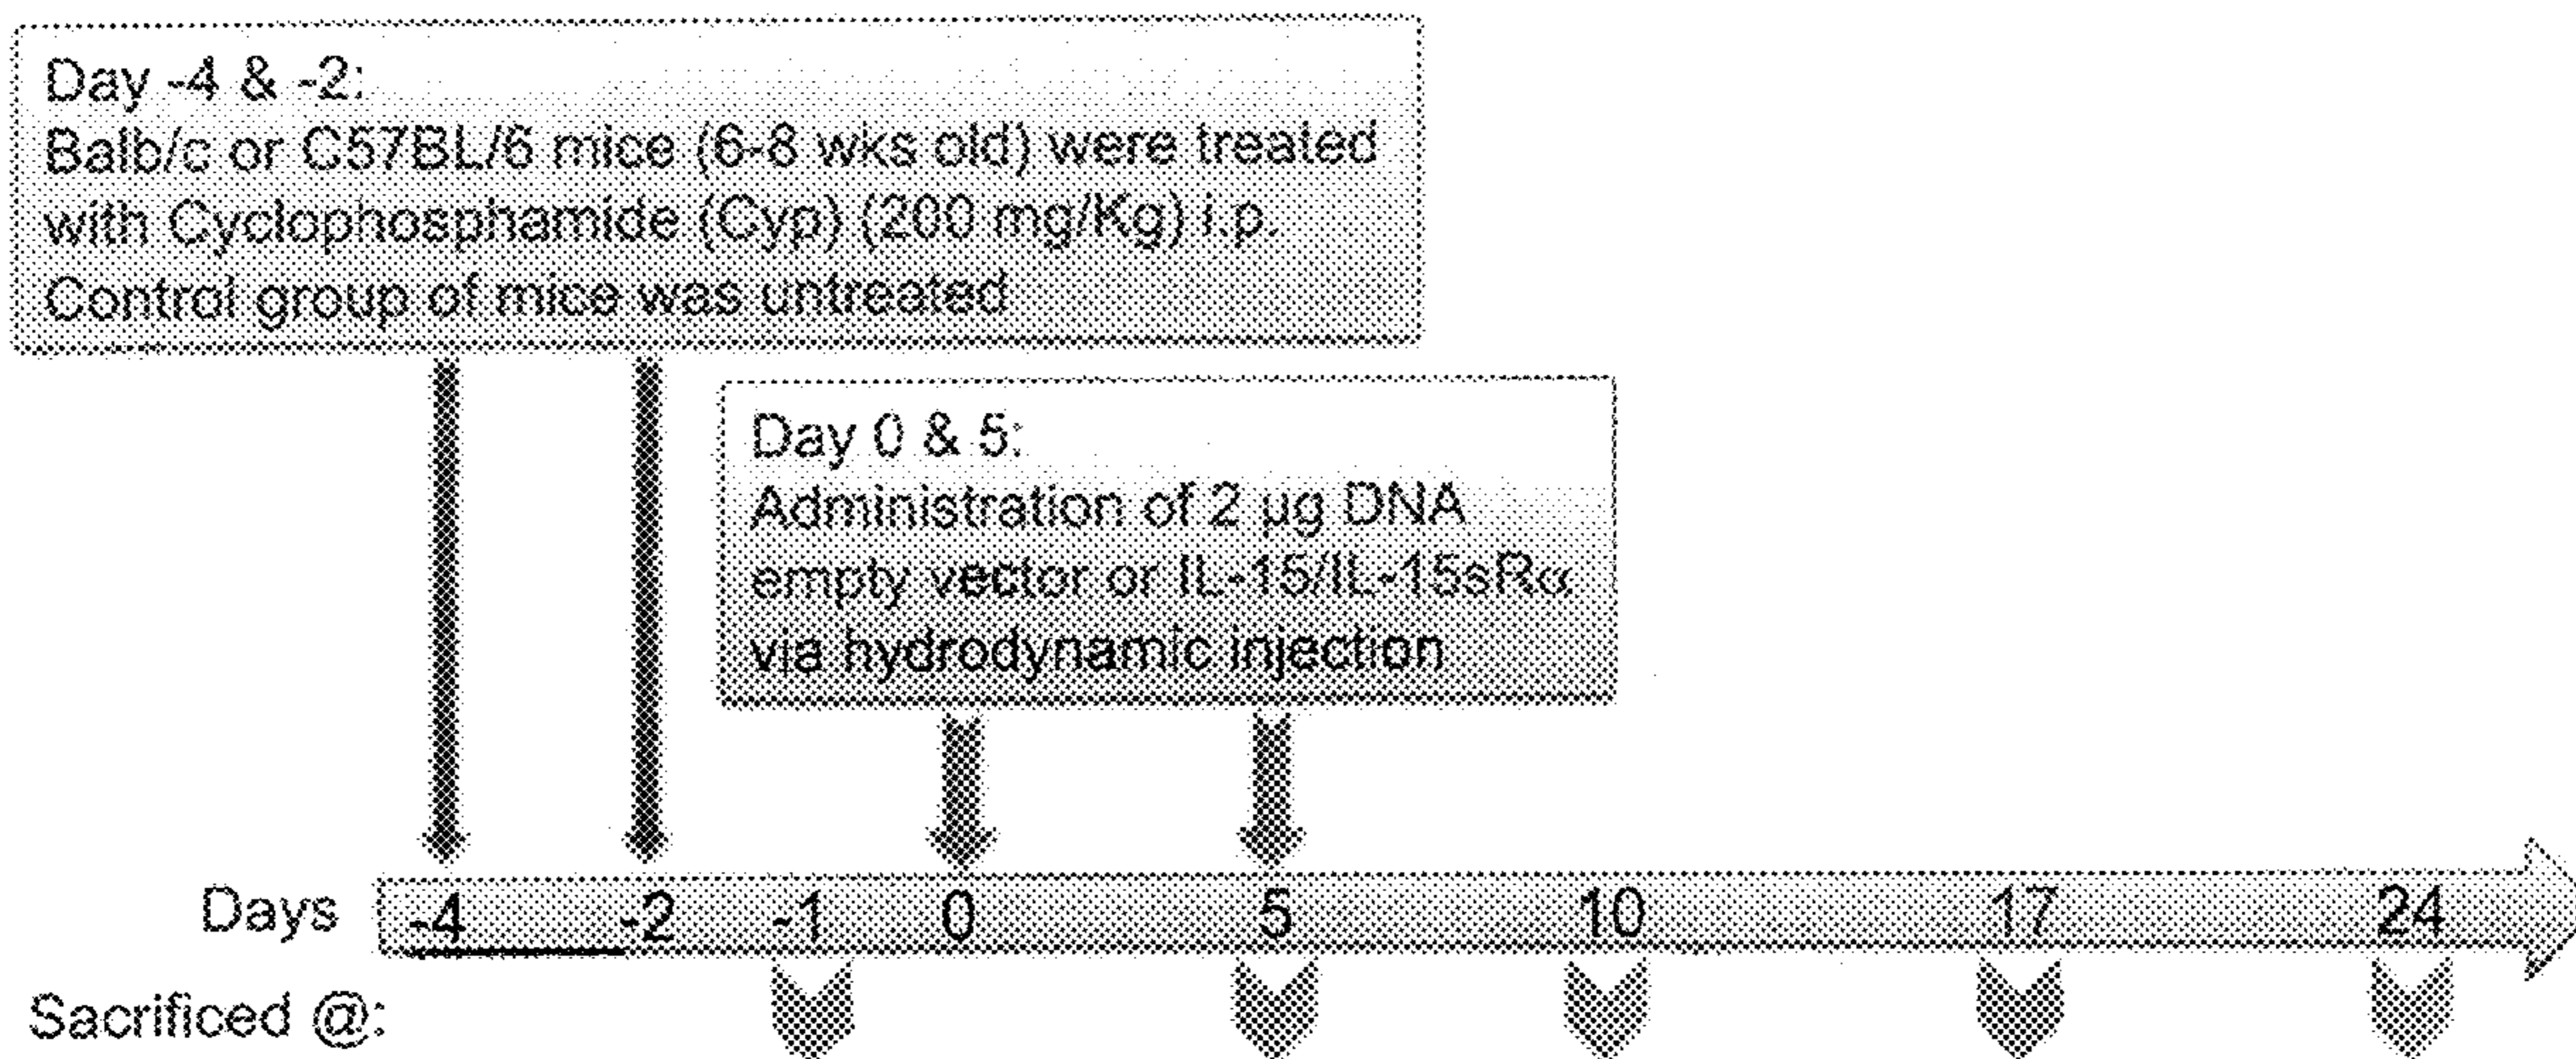 Day -4 & -2:
Balb/c or C57BL/6 mice (6-8 wks old) were treated
with Cyclophosphamide (Cyp) (200 mg/Kg) i.p.
Control group of mice was untreated
Day 0 & 5:
Administration of 2 µg DNA
empty vector or IL-15/IL-15sRα
via hydrodynamic injection
Days -4 -2 -1 0 5 10 17 24
Sacrificed @: